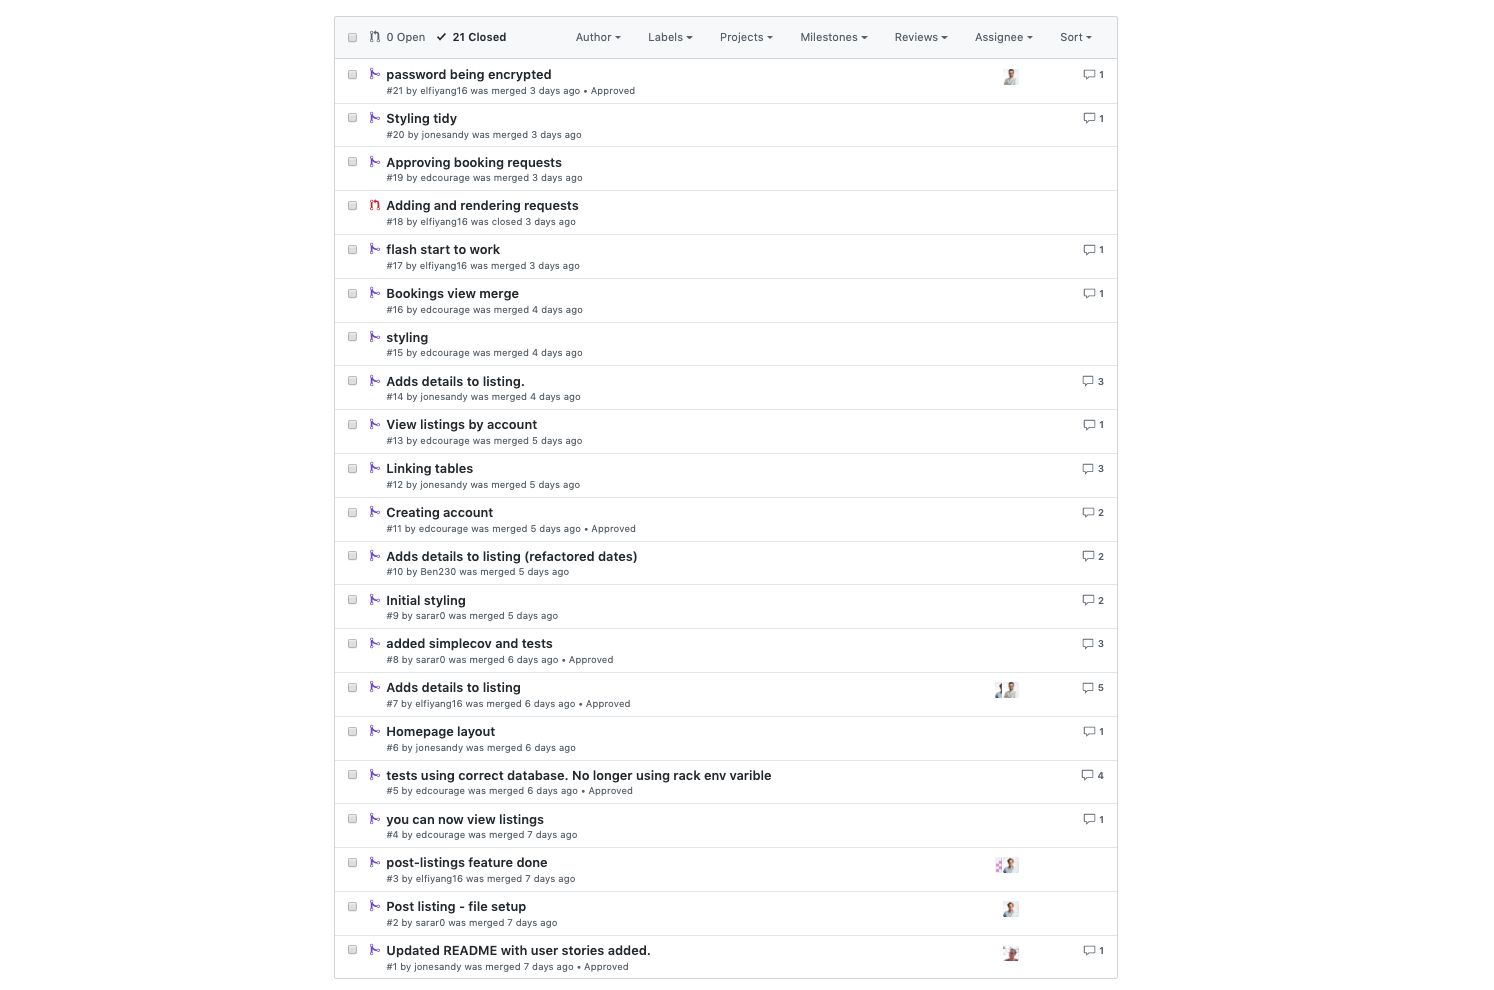 0 Open 21 Closed Author Labels Projects Milestones Reviews Assignee Sort
password being encrypted 1
#21 by elfiyang16 was merged 3 days ago • Approved
Styling tidy 1
#20 by jonesandy was merged 3 days ago
Approving booking requests
#19 by edcourage was merged 3 days ago
Adding and rendering requests
#18 by elfiyang16 was closed 3 days ago
flash start to work 1
#17 by elfiyang16 was merged 3 days ago
Bookings view merge 1
#16 by edcourage was merged 4 days ago
styling
#15 by edcourage was merged 4 days ago
Adds details to listing. 3
#14 by jonesandy was merged 4 days ago
View listings by account 1
#13 by edcourage was merged 5 days ago
Linking tables 3
#12 by jonesandy was merged 5 days ago
Creating account 2
#11 by edcourage was merged 5 days ago • Approved
Adds details to listing (refactored dates) 2
#10 by Ben230 was merged 5 days ago
Initial styling 2
#9 by sarar0 was merged 5 days ago
added simplecov and tests 3
#8 by sarar0 was merged 6 days ago • Approved
Adds details to listing 5
#7 by elfiyang16 was merged 6 days ago • Approved
Homepage layout 1
#6 by jonesandy was merged 6 days ago
tests using correct database. No longer using rack env varible 4
#5 by edcourage was merged 6 days ago • Approved
you can now view listings 1
#4 by edcourage was merged 7 days ago
post-listings feature done
#3 by elfiyang16 was merged 7 days ago
Post listing - file setup
#2 by sarar0 was merged 7 days ago
Updated README with user stories added. 1
#1 by jonesandy was merged 7 days ago • Approved